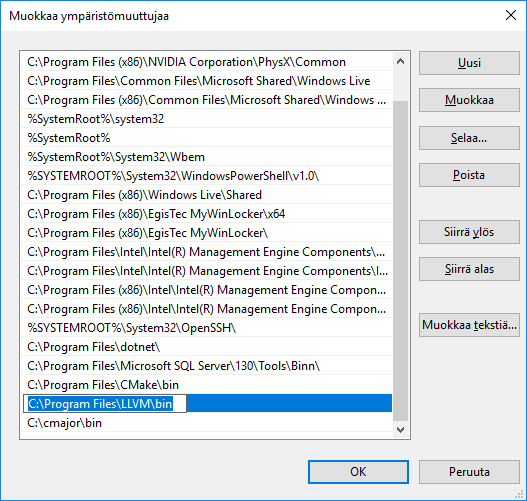 Muokkaa ympäristömuuttujaa
C:\Program Files (x86)\NVIDIA Corporation\PhysX\Common
C:\Program Files\Common Files\Microsoft Shared\Windows Live
C:\Program Files (x86)\Common Files\Microsoft Shared\Windows ...
%SystemRoot%\system32
%SystemRoot%
%SystemRoot%\System32\Wbem
%SYSTEMROOT%\System32\WindowsPowerShell\v1.0\
C:\Program Files (x86)\Windows Live\Shared
C:\Program Files (x86)\EgisTec MyWinLocker\x64
C:\Program Files (x86)\EgisTec MyWinLocker\
C:\Program Files\Intel\Intel(R) Management Engine Components\...
C:\Program Files\Intel\Intel(R) Management Engine Components\I...
C:\Program Files (x86)\Intel\Intel(R) Management Engine Compon...
C:\Program Files (x86)\Intel\Intel(R) Management Engine Compon...
%SYSTEMROOT%\System32\OpenSSH\
C:\Program Files\dotnet\
C:\Program Files\Microsoft SQL Server\130\Tools\Binn\
C:\Program Files\CMake\bin
C:\Program Files\LLVM\bin
C:\cmajor\bin
Uusi
Muokkaa
Selaa...
Poista
Siirrä ylös
Siirrä alas
Muokkaa tekstiä...
OK
Peruuta